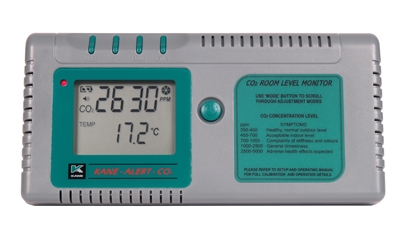 2630 PPM
CO₂
TEMP
17.2°C
KANE
KANE - ALERT - CO₂
CO₂ ROOM LEVEL MONITOR
USE 'MODE' BUTTON TO SCROLL
THROUGH ADJUSTMENT MODES
CO₂ CONCENTRATION LEVEL
ppm SYMPTOMS
Healthy, normal outdoor level
Acceptable indoor level
Complaints of stiffness and odours
General drowsiness
2500-5000 Adverse health effects expected
PLEASE REFER TO SETUP AND OPERATING MANUAL
FOR FULL CALIBRATION AND OPERATION DETAILS